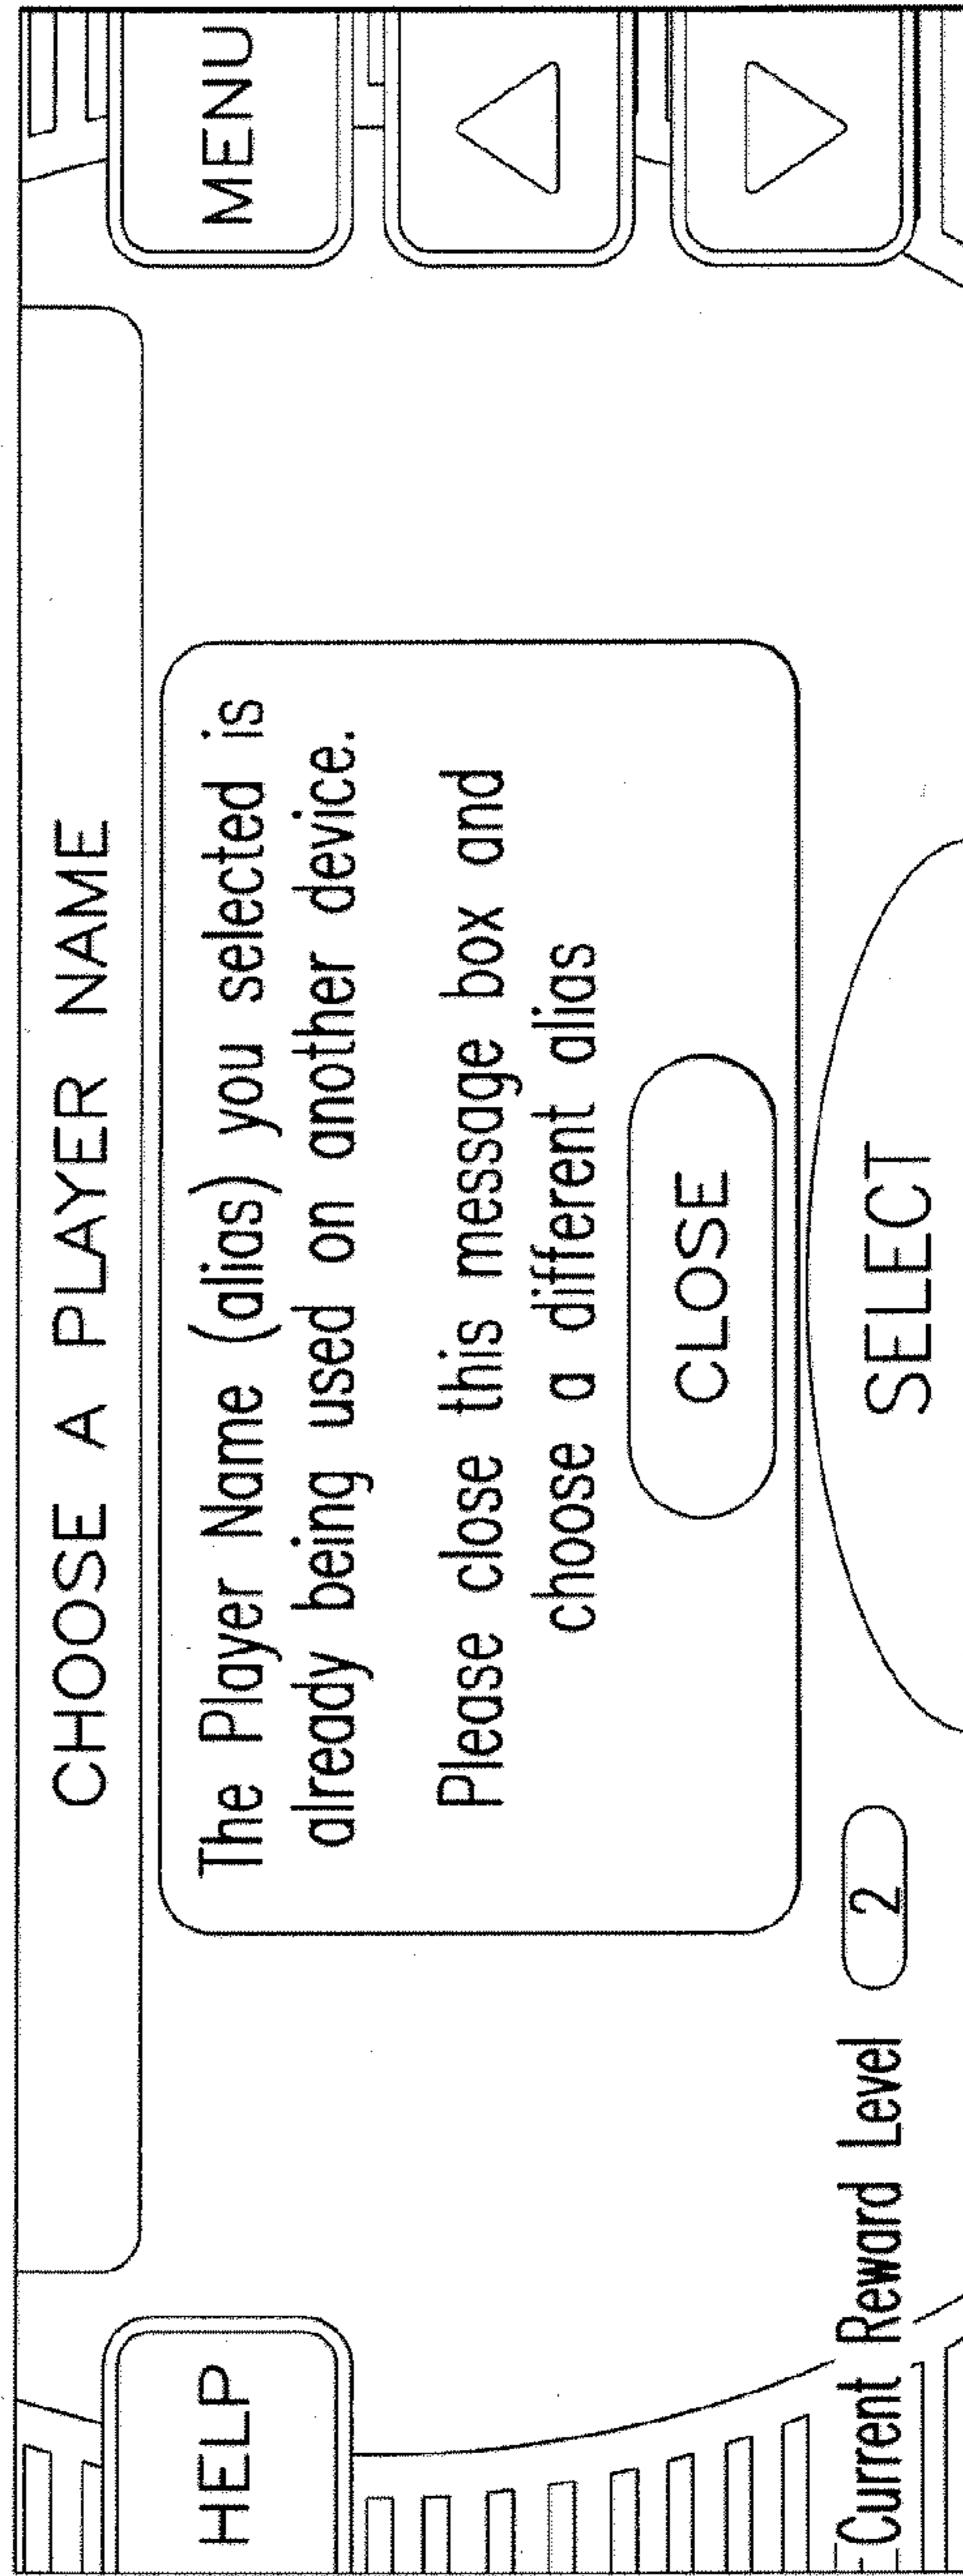 CHOOSE A PLAYER NAME
HELP
MENU
The Player Name (alias) you selected is
already being used on another device.
Please close this message box and
choose a different alias
CLOSE
Current Reward Level 2
SELECT